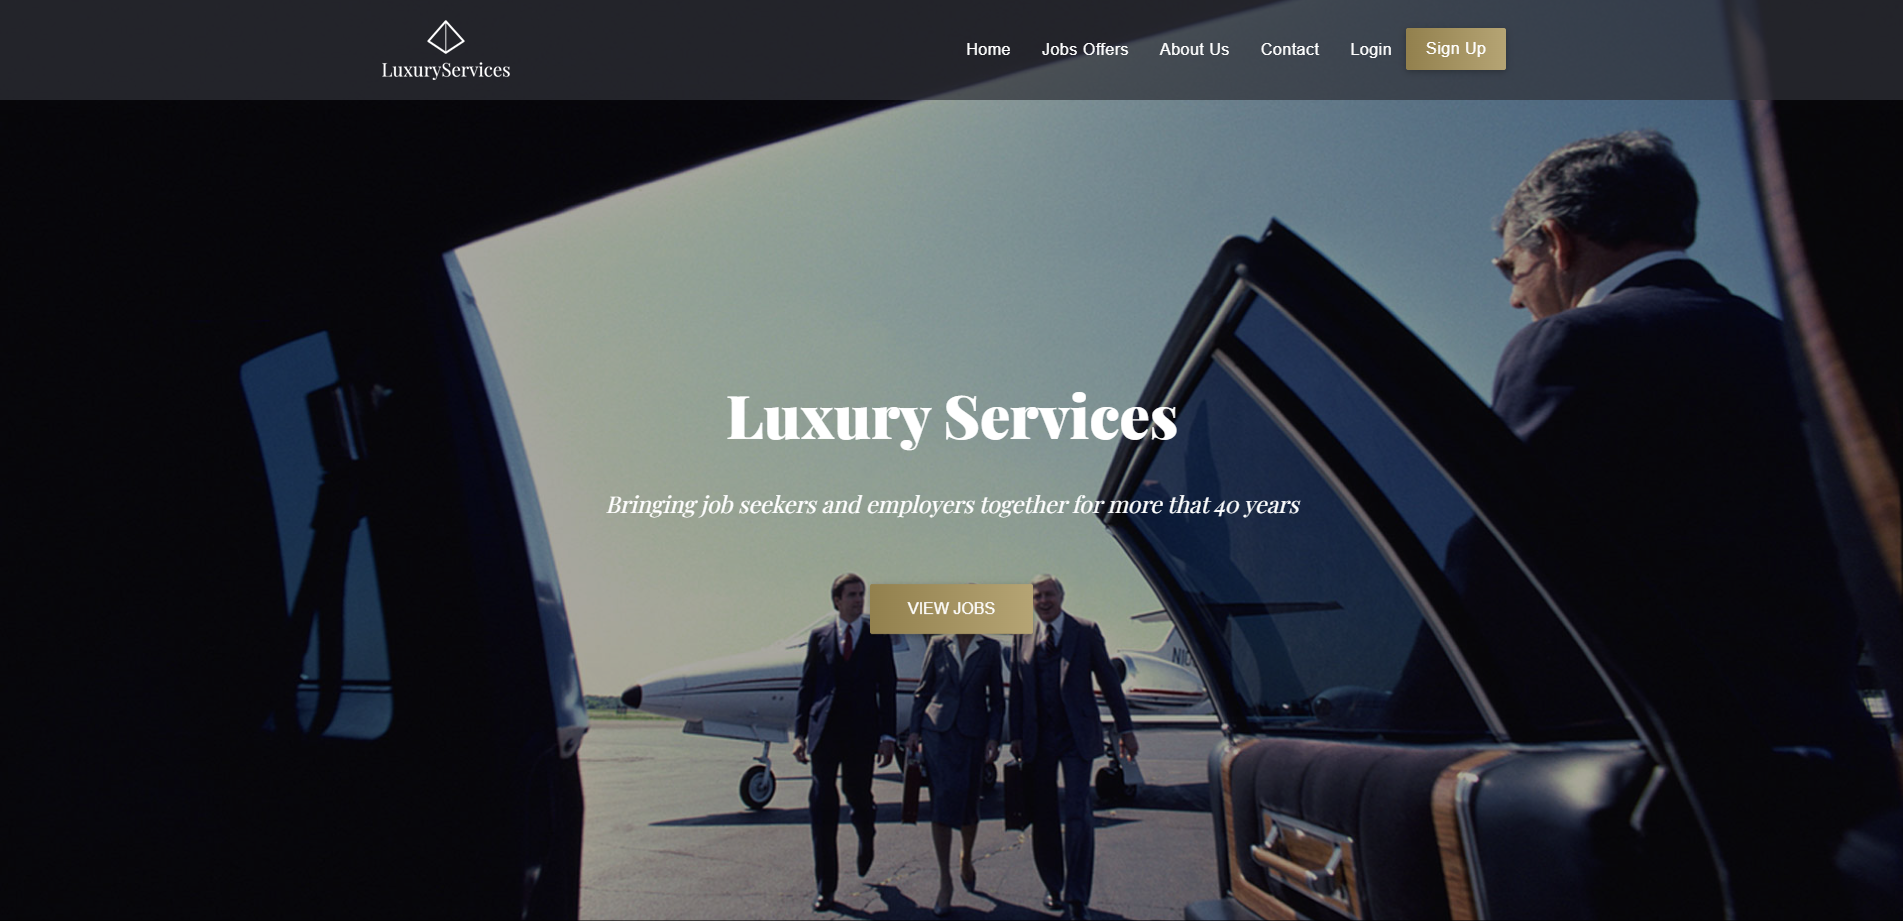 LuxuryServices
Home Jobs Offers About Us Contact Login Sign Up
Luxury Services
Bringing job seekers and employers together for more that 40 years
VIEW JOBS